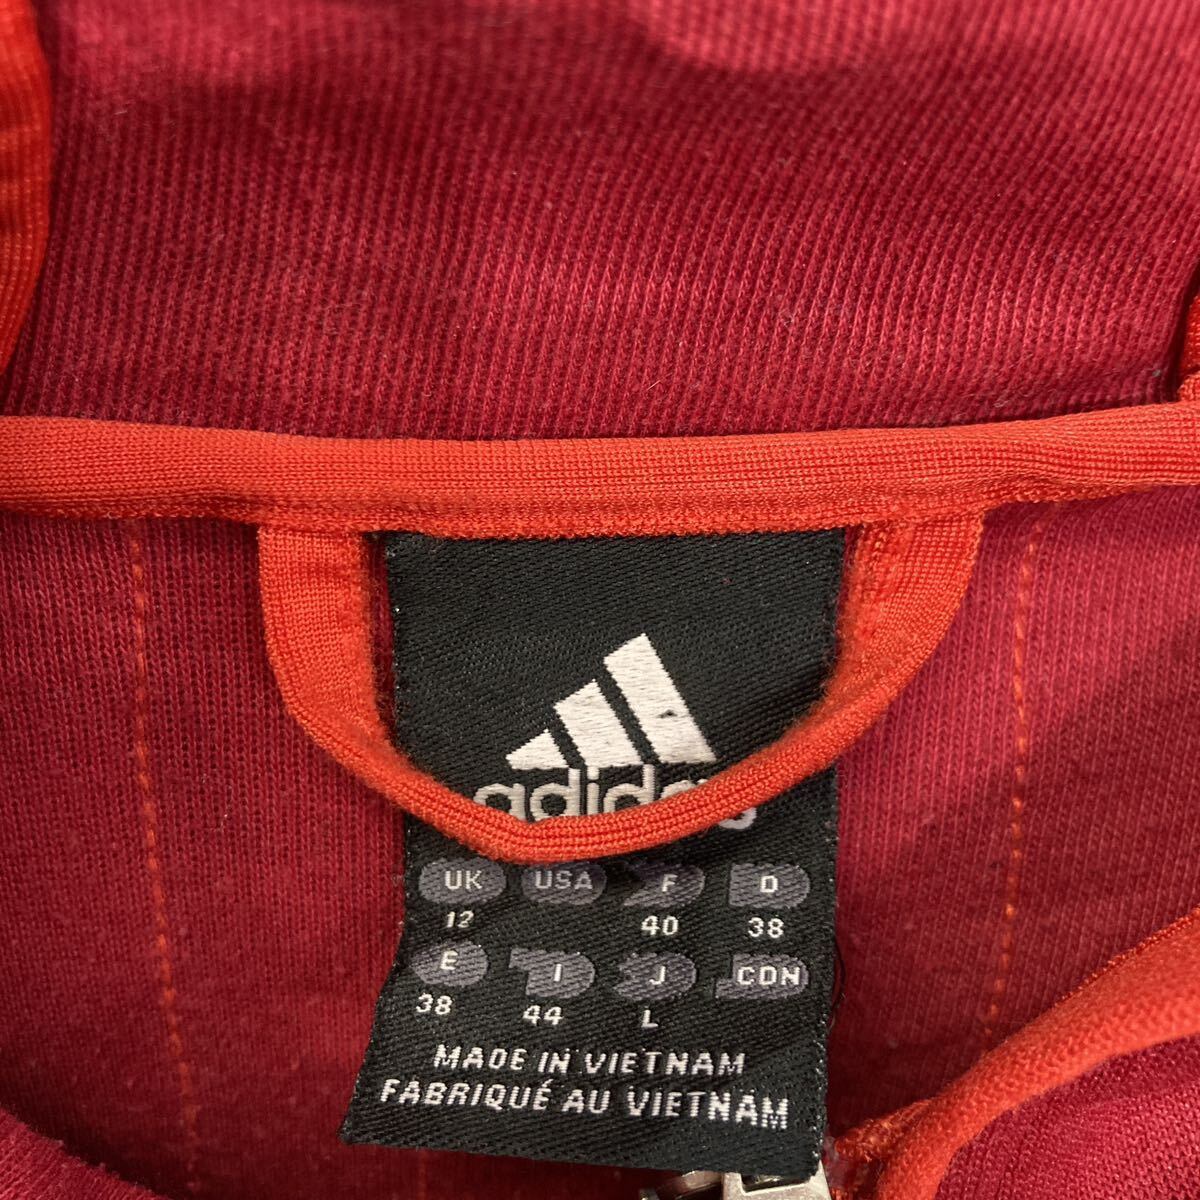 adidas
UK USA F D
12 40 38
E I J CDN
38 44 L
MADE IN VIETNAM
FABRIQUÉ AU VIETNAM